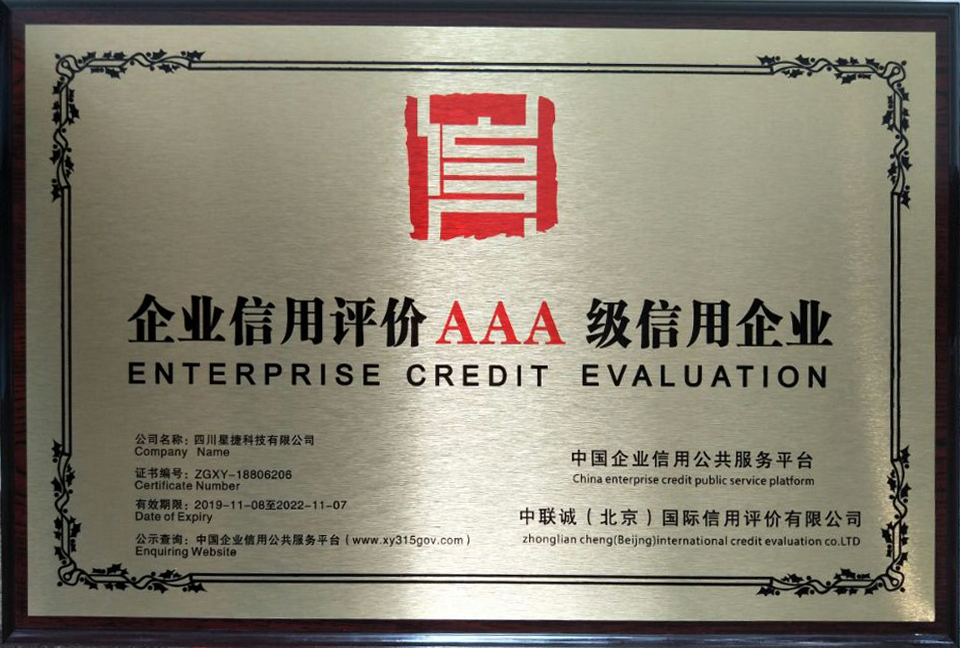 信
企业信用评价AAA 级信用企业
ENTERPRISE CREDIT EVALUATION
公司名称：四川星捷科技有限公司
Company Name
证书编号：ZGXY-18806206
Certificate Number
有效期限：2019-11-08至2022-11-07
Date of Expiry
公示查询：中国企业信用公共服务平台（www.xy315gov.com）
Enquiring Website
中国企业信用公共服务平台
China enterprise credit public service platform
中联诚（北京）国际信用评价有限公司
zhonglian cheng(Beijng)international credit evaluation co.LTD